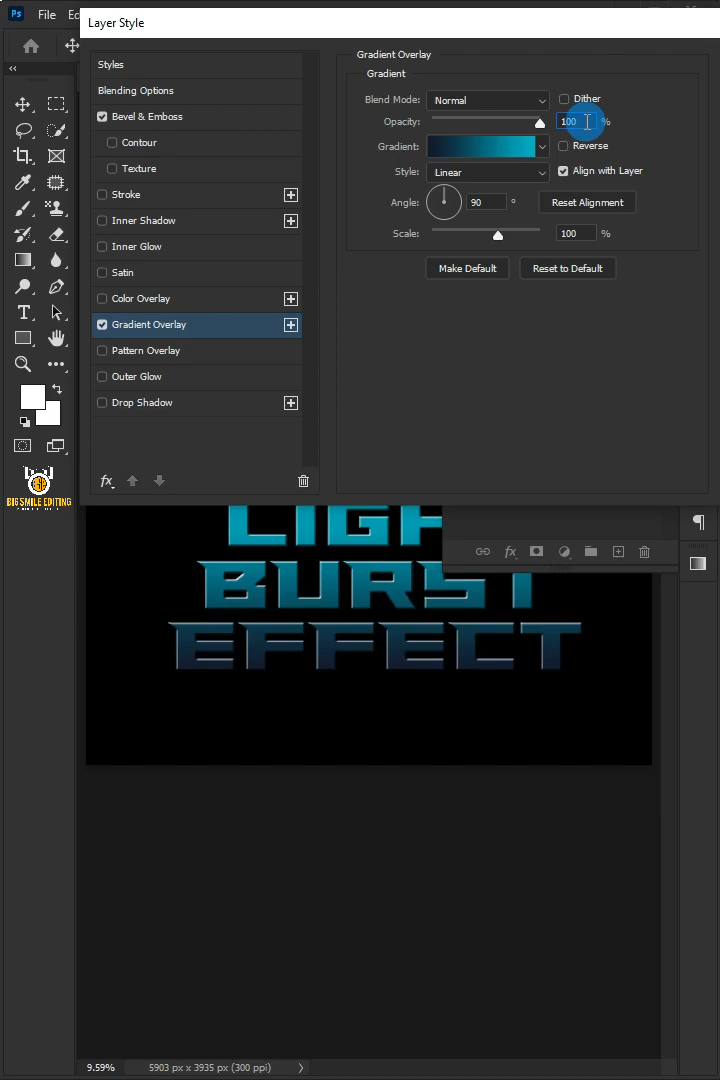 Ps File Ed
Layer Style
Styles
Blending Options
Bevel & Emboss
Contour
Texture
Stroke
Inner Shadow
Inner Glow
Satin
Color Overlay
Gradient Overlay
Pattern Overlay
Outer Glow
Drop Shadow
fx
Gradient Overlay
Gradient
Blend Mode: Normal Dither
Opacity: 100 %
Gradient: Reverse
Style: Linear Align with Layer
Angle: 90 ° Reset Alignment
Scale: 100 %
Make Default Reset to Default
BIG SMILE EDITING
LIGH
BURST
EFFECT
fx
9.59% 5903 px x 3935 px (300 ppi)